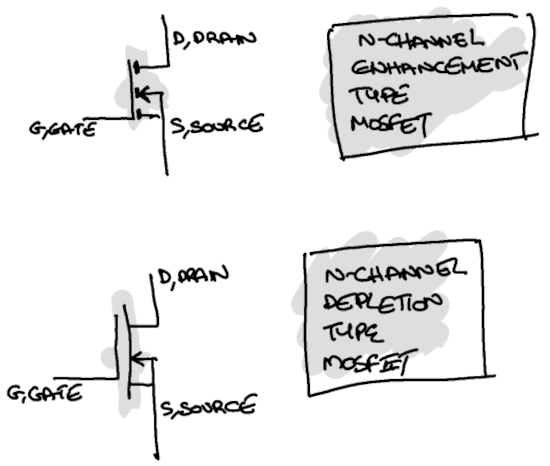 D,DRAIN
G,GATE
S,SOURCE
N-CHANNEL
ENHANCEMENT
TYPE
MOSFET
D,DRAIN
G,GATE
S,SOURCE
N-CHANNEL
DEPLETION
TYPE
MOSFET